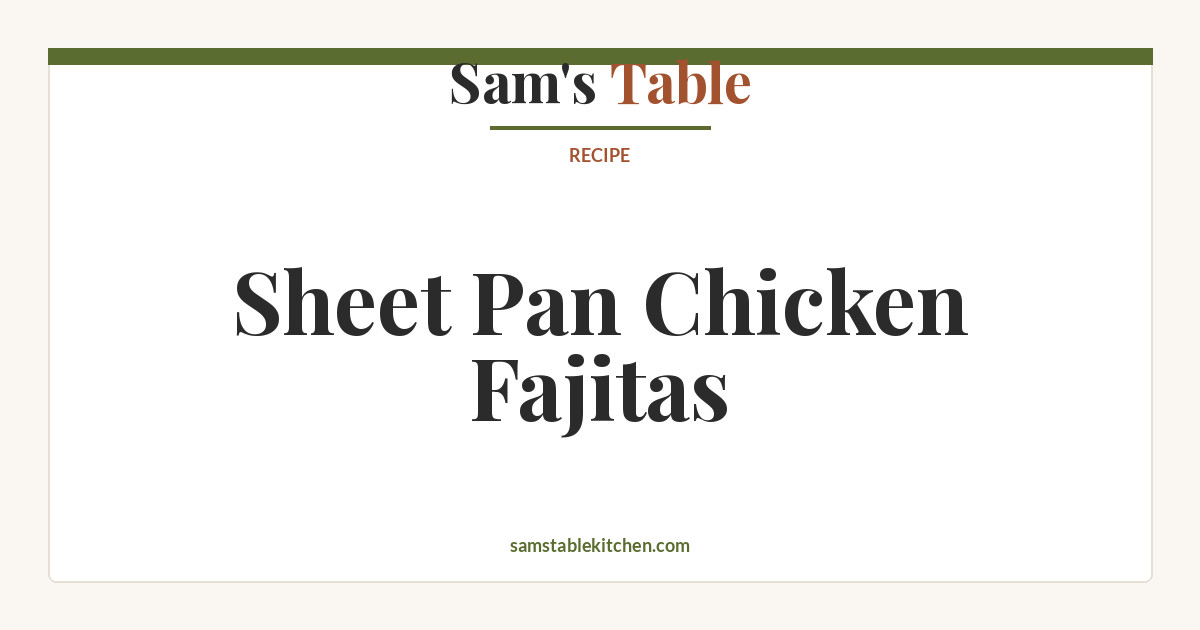 Sam's Table
RECIPE
Sheet Pan Chicken
Fajitas
samstablekitchen.com